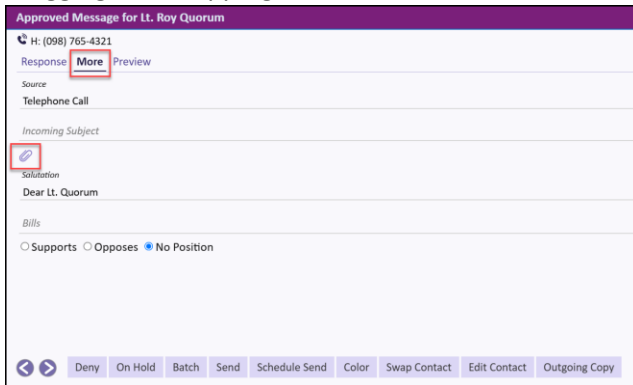 Approved Message for Lt. Roy Quorum
H: (098) 765-4321
Response More Preview
Source
Telephone Call
Incoming Subject
Salutation
Dear Lt. Quorum
Bills
Supports Opposes No Position
Deny On Hold Batch Send Schedule Send Color Swap Contact Edit Contact Outgoing Copy